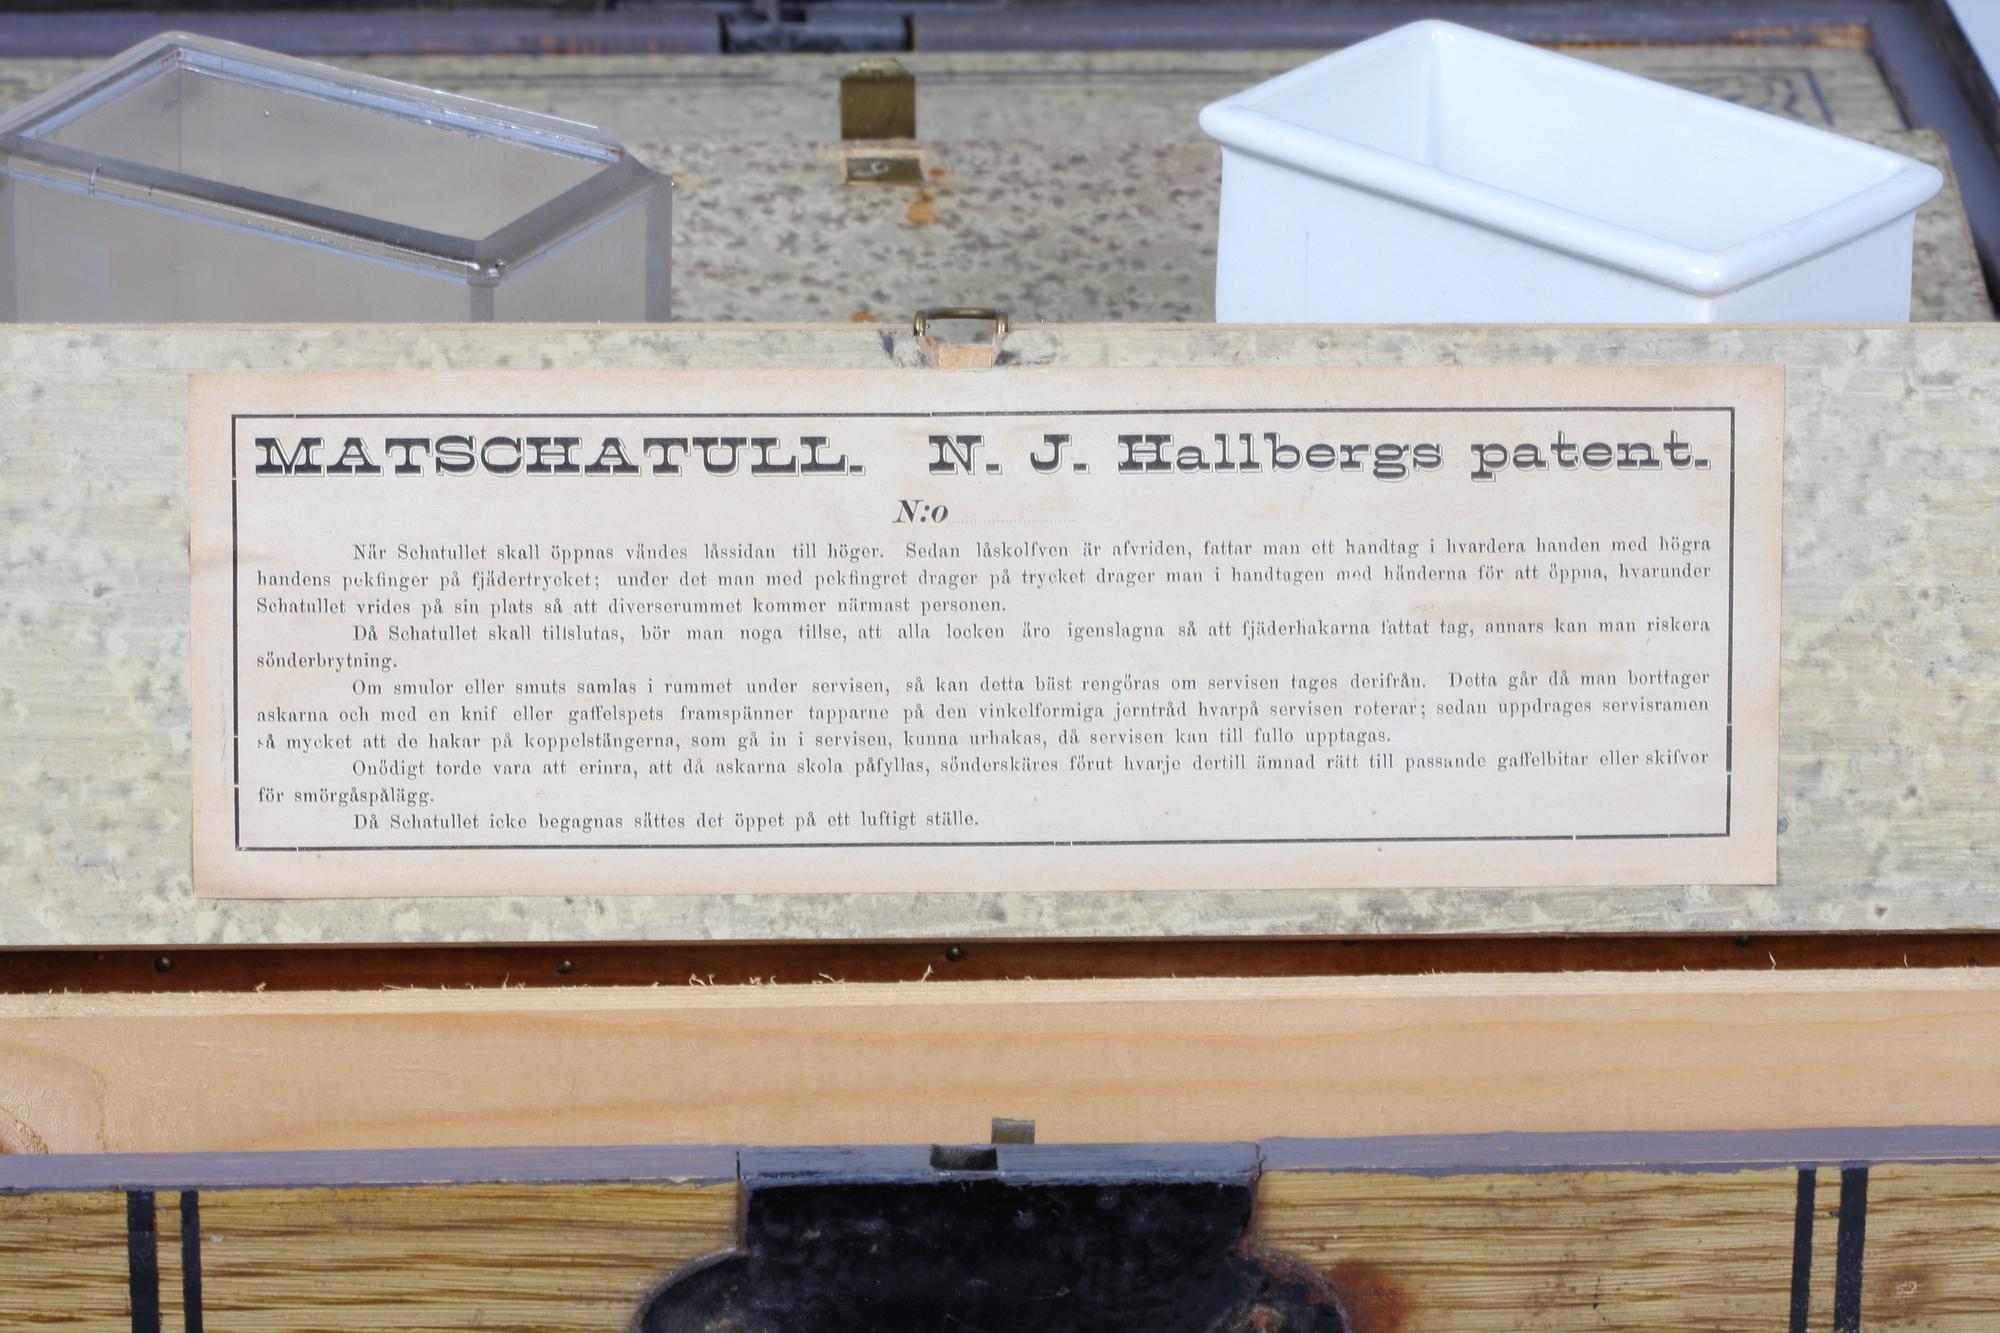 MATSCHATULL. N. J. Hallbergs patent.
N:o
När Schatullet skall öppnas vändes låssidan till höger. Sedan låskolfven är afvriden, fattar man ett handtag i hvardera handen med högra
handens pekfinger på fjädertrycket; under det man med pekfingret drager på trycket drager man i handtagen med händerna för att öppna, hvarunder
Schatullet vrides på sin plats så att diverserummet kommer närmast personen.
Då Schatullet skall tillslutas, bör man noga tillse, att alla locken äro igenslagna så att fjäderhakarna fattat tag, annars kan man riskera
sönderbrytning.
Om smulor eller smuts samlas i rummet under servisen, så kan detta bäst rengöras om servisen tages derifrån. Detta går då man borttager
askarna och med en knif eller gaffelspets framspänner tapparne på den vinkelformiga jerntråd hvarpå servisen roterar; sedan uppdrages servisramen
så mycket att de hakar på koppelstängerna, som gå in i servisen, kunna urhakas, då servisen kan till fullo upptagas.
Onödigt torde vara att erinra, att då askarna skola påfyllas, sönderskäres förut hvarje dertill ämnad rätt till passande gaffelbitar eller skifvor
för smörgåspålägg.
Då Schatullet icke begagnas sättes det öppet på ett luftigt ställe.